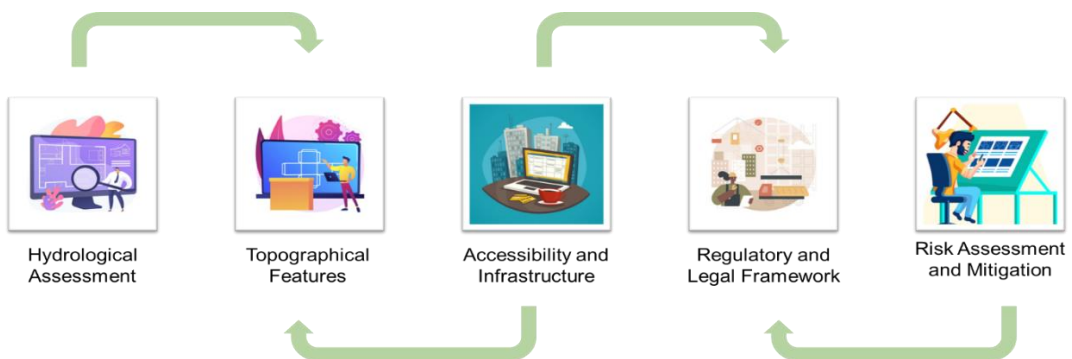 Hydrological
Assessment
Topographical
Features
Accessibility and
Infrastructure
Regulatory and
Legal Framework
Risk Assessment
and Mitigation